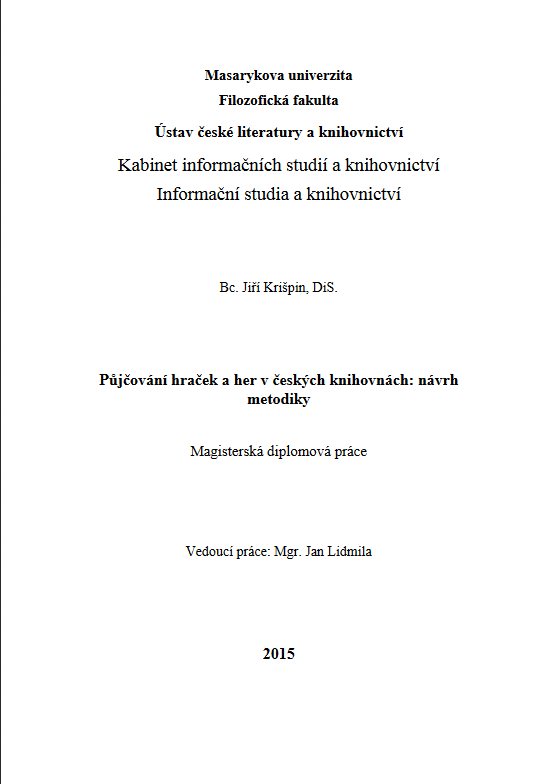 Masarykova univerzita
Filozofická fakulta
Ústav české literatury a knihovnictví
Kabinet informačních studií a knihovnictví
Informační studia a knihovnictví
Bc. Jiří Krišpin, DiS.
Půjčování hraček a her v českých knihovnách: návrh
metodiky
Magisterská diplomová práce
Vedoucí práce: Mgr. Jan Lidmila
2015